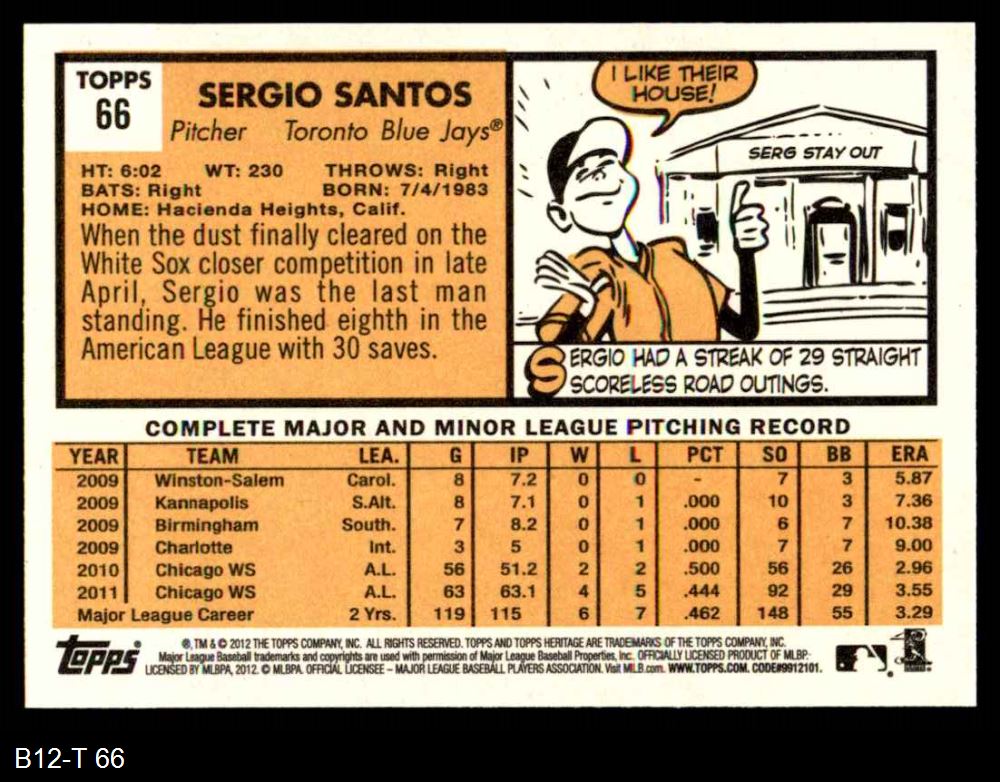 TOPPS
66
SERGIO SANTOS
Pitcher Toronto Blue Jays®
HT: 6:02 WT: 230 THROWS: Right
BATS: Right BORN: 7/4/1983
HOME: Hacienda Heights, Calif.
When the dust finally cleared on the
White Sox closer competition in late
April, Sergio was the last man
standing. He finished eighth in the
American League with 30 saves.
I LIKE THEIR
HOUSE!
SERG STAY OUT
SERGIO HAD A STREAK OF 29 STRAIGHT
SCORELESS ROAD OUTINGS.
COMPLETE MAJOR AND MINOR LEAGUE PITCHING RECORD
YEAR TEAM LEA. G IP W L PCT SO BB ERA
2009 Winston-Salem Carol. 8 7.2 0 0 - 7 3 5.87
2009 Kannapolis S.Alt. 8 7.1 0 1 .000 10 3 7.36
2009 Birmingham South. 7 8.2 0 1 .000 6 7 10.38
2009 Charlotte Int. 3 5 0 1 .000 7 7 9.00
2010 Chicago WS A.L. 56 51.2 2 2 .500 56 26 2.96
2011 Chicago WS A.L. 63 63.1 4 5 .444 92 29 3.55
Major League Career 2 Yrs. 119 115 6 7 .462 148 55 3.29
Topps
®, TM & © 2012 THE TOPPS COMPANY, INC. ALL RIGHTS RESERVED. TOPPS AND TOPPS HERITAGE ARE TRADEMARKS OF THE TOPPS COMPANY, INC.
Major League Baseball trademarks and copyrights are used with permission of Major League Baseball Properties, Inc. OFFICIALLY LICENSED PRODUCT OF MLBP-
LICENSED BY MLBPA, 2012. © MLBPA. OFFICIAL LICENSEE – MAJOR LEAGUE BASEBALL PLAYERS ASSOCIATION. Visit MLB.com. WWW.TOPPS.COM. CODE#9912101.
B12-T 66